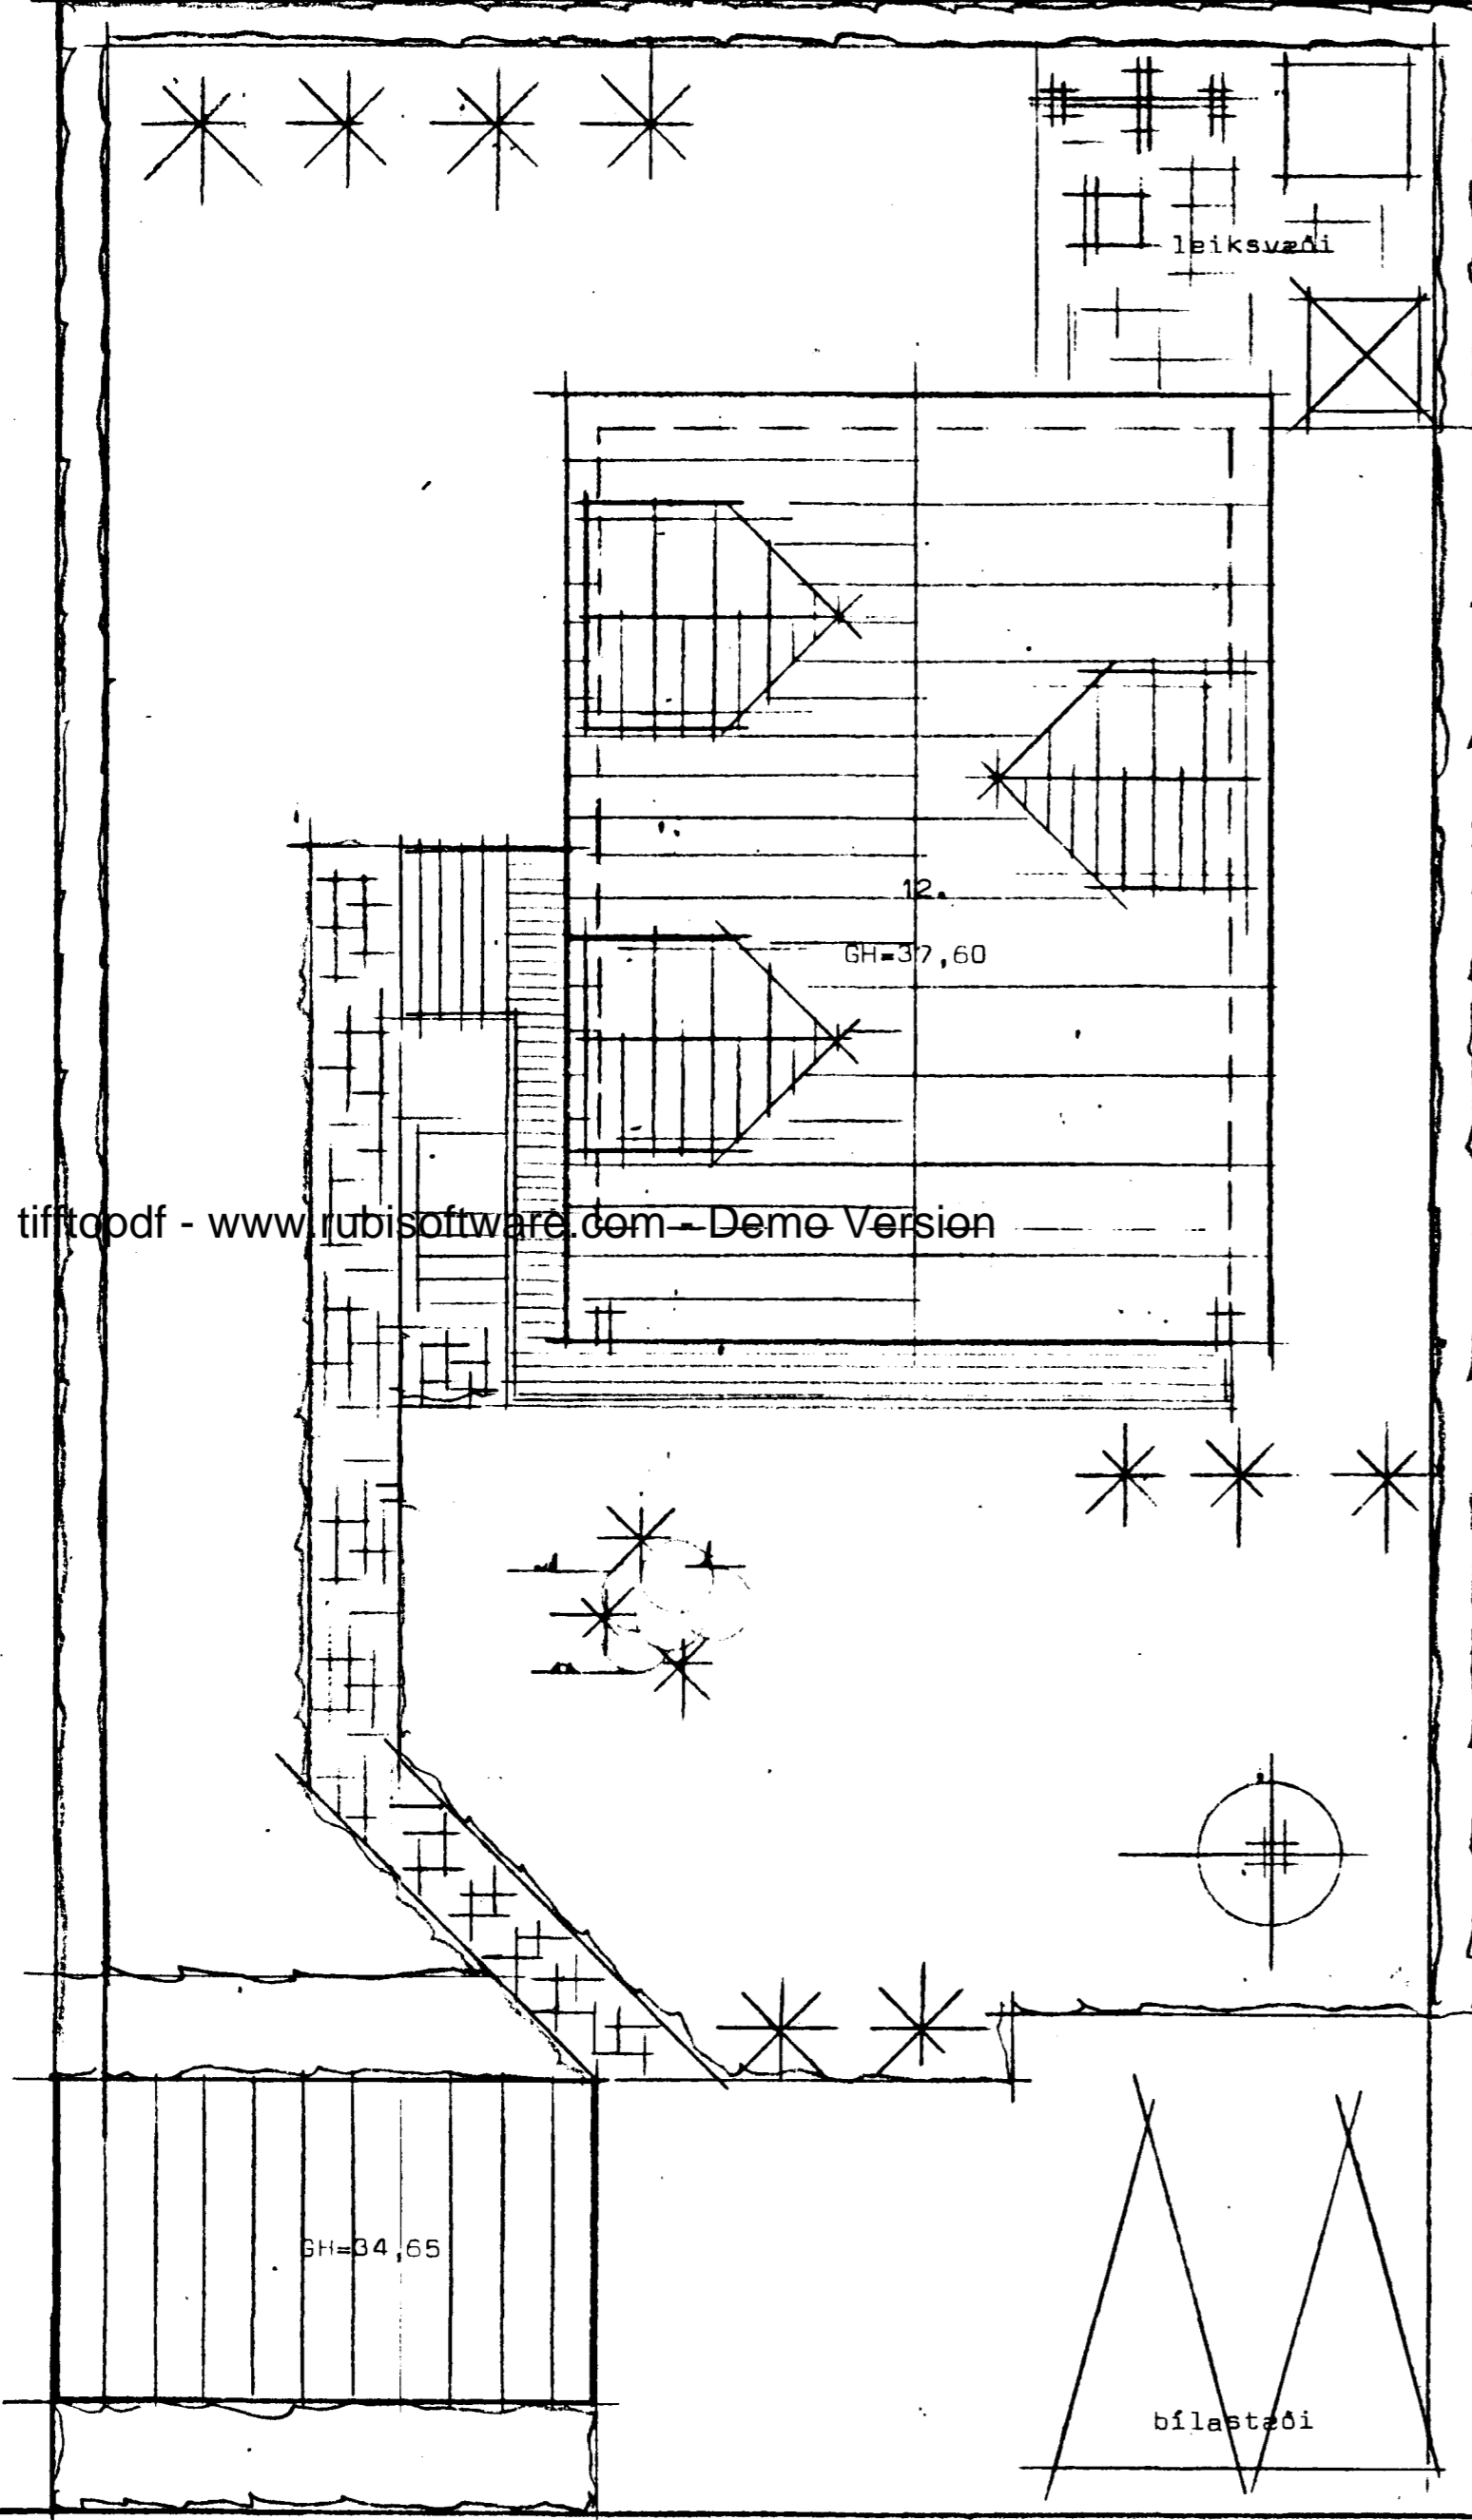 leiksvæði
12.
GH=37,60
tifftopdf - www.rubisoftware.com - Demo Version
GH=34,65
bílastæði